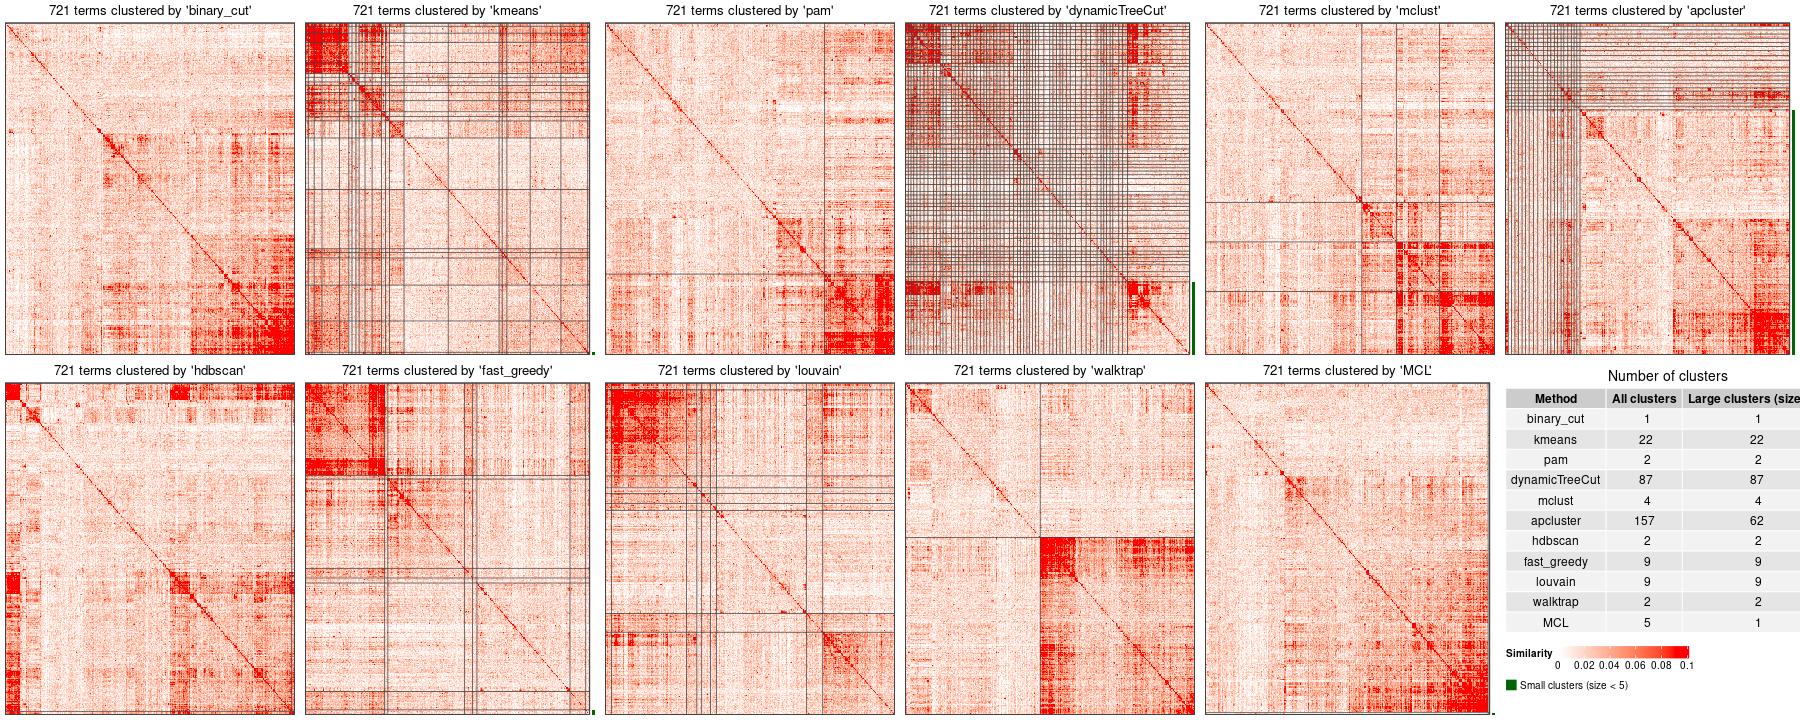 721 terms clustered by 'binary_cut'
721 terms clustered by 'kmeans'
721 terms clustered by 'pam'
721 terms clustered by 'dynamicTreeCut'
721 terms clustered by 'mclust'
721 terms clustered by 'apcluster'
721 terms clustered by 'hdbscan'
721 terms clustered by 'fast_greedy'
721 terms clustered by 'louvain'
721 terms clustered by 'walktrap'
721 terms clustered by 'MCL'
Number of clusters
Method All clusters Large clusters (size
binary_cut 1 1
kmeans 22 22
pam 2 2
dynamicTreeCut 87 87
mclust 4 4
apcluster 157 62
hdbscan 2 2
fast_greedy 9 9
louvain 9 9
walktrap 2 2
MCL 5 1
Similarity
0 0.02 0.04 0.06 0.08 0.1
Small clusters (size < 5)